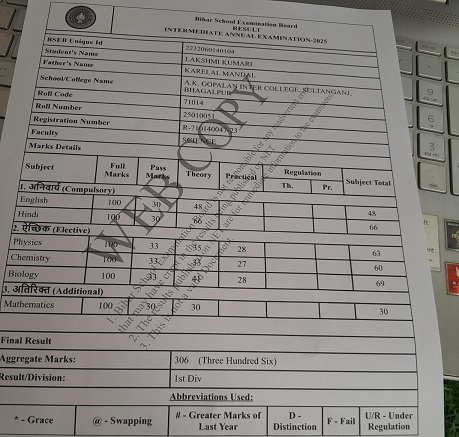 Bihar School Examination Board
RESULT
INTERMEDIATE ANNUAL EXAMINATION-2025
BSEB Unique Id 2232060140104
Student's Name LAKSHMI KUMARI
Father's Name KARELAL MANDAL
School/College Name A.K. GOPALAN INTER COLLEGE, SULTANGANJ, BHAGALPUR
Roll Code 71014
Roll Number 25010051
Registration Number
Faculty SCIENCE
Marks Details
Subject Full Marks Pass Marks Theory Practical Regulation Th. Pr. Subject Total
1. अनिवार्य (Compulsory)
English 100 30 48 48
Hindi 100 30 66 66
2. ऐच्छिक (Elective)
Physics 100 33 35 28 63
Chemistry 100 33 33 27 60
Biology 100 33 28 69
3. अतिरिक्त (Additional)
Mathematics 100 30 30 30
Final Result
Aggregate Marks: 306 (Three Hundred Six)
Result/Division: 1st Div
Abbreviations Used:
* - Grace @ - Swapping # - Greater Marks of Last Year D - Distinction F - Fail U/R - Under Regulation
WEB COPY